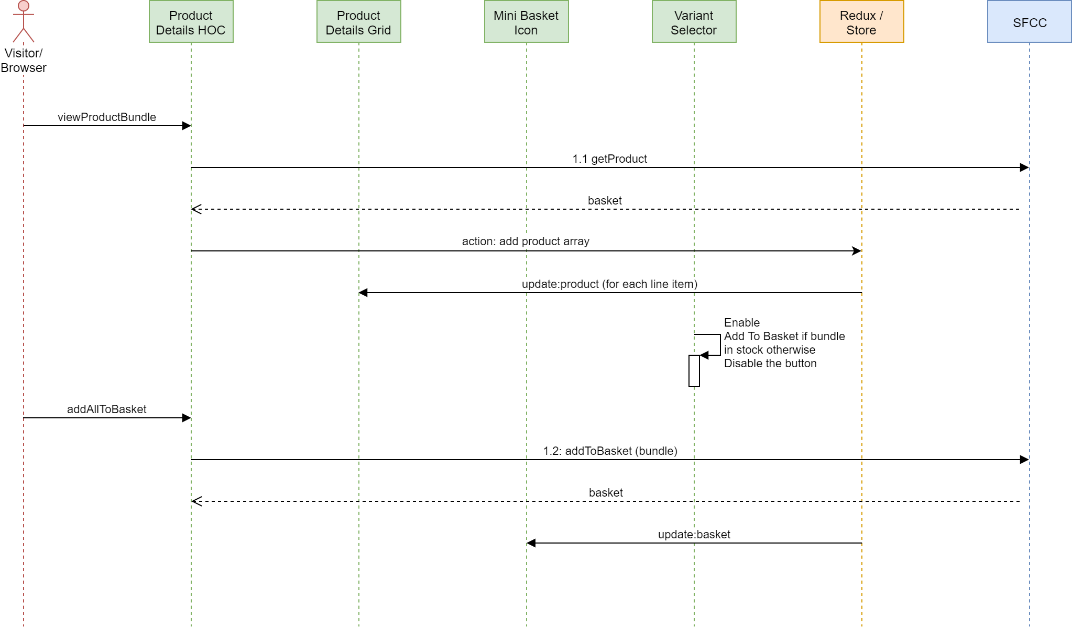 Visitor/
Browser
Product
Details HOC
Product
Details Grid
Mini Basket
Icon
Variant
Selector
Redux /
Store
SFCC
viewProductBundle
1.1 getProduct
basket
action: add product array
update:product (for each line item)
Enable
Add To Basket if bundle
in stock otherwise
Disable the button
addAllToBasket
1.2: addToBasket (bundle)
basket
update:basket